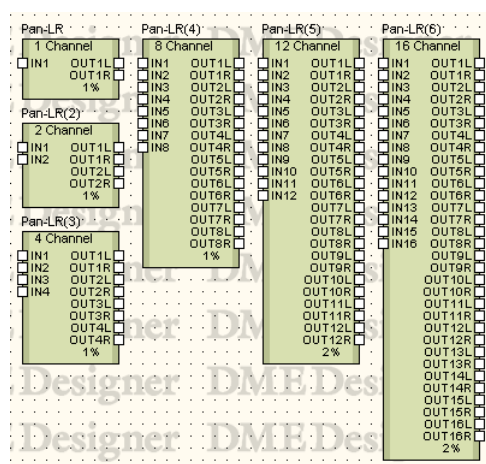 Pan-LR
1 Channel
IN1 OUT1L
OUT1R
1%
Pan-LR(2)
2 Channel
IN1 OUT1L
IN2 OUT1R
OUT2L
OUT2R
1%
Pan-LR(3)
4 Channel
IN1 OUT1L
IN2 OUT1R
IN3 OUT2L
IN4 OUT2R
OUT3L
OUT3R
OUT4L
OUT4R
1%
Pan-LR(4)
8 Channel
IN1 OUT1L
IN2 OUT1R
IN3 OUT2L
IN4 OUT2R
IN5 OUT3L
IN6 OUT3R
IN7 OUT4L
IN8 OUT4R
OUT5L
OUT5R
OUT6L
OUT6R
OUT7L
OUT7R
OUT8L
OUT8R
1%
Pan-LR(5)
12 Channel
IN1 OUT1L
IN2 OUT1R
IN3 OUT2L
IN4 OUT2R
IN5 OUT3L
IN6 OUT3R
IN7 OUT4L
IN8 OUT4R
IN9 OUT5L
IN10 OUT5R
IN11 OUT6L
IN12 OUT6R
OUT7L
OUT7R
OUT8L
OUT8R
OUT9L
OUT9R
OUT10L
OUT10R
OUT11L
OUT11R
OUT12L
OUT12R
2%
Pan-LR(6)
16 Channel
IN1 OUT1L
IN2 OUT1R
IN3 OUT2L
IN4 OUT2R
IN5 OUT3L
IN6 OUT3R
IN7 OUT4L
IN8 OUT4R
IN9 OUT5L
IN10 OUT5R
IN11 OUT6L
IN12 OUT6R
IN13 OUT7L
IN14 OUT7R
IN15 OUT8L
IN16 OUT8R
OUT9L
OUT9R
OUT10L
OUT10R
OUT11L
OUT11R
OUT12L
OUT12R
OUT13L
OUT13R
OUT14L
OUT14R
OUT15L
OUT15R
OUT16L
OUT16R
2%
Designer DME Des
Designer DME Des